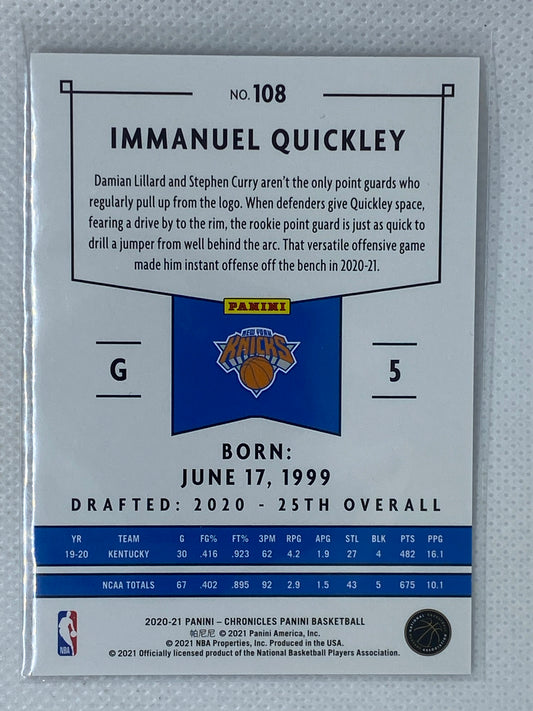 NO. 108
IMMANUEL QUICKLEY
Damian Lillard and Stephen Curry aren't the only point guards who
regularly pull up from the logo. When defenders give Quickley space,
fearing a drive by to the rim, the rookie point guard is just as quick to
drill a jumper from well behind the arc. That versatile offensive game
made him instant offense off the bench in 2020-21.
PANINI
NEW YORK
KNICKS
G
5
BORN:
JUNE 17, 1999
DRAFTED: 2020 - 25TH OVERALL
YR TEAM G FG% FT% 3PM RPG APG STL BLK PTS PPG
19-20 KENTUCKY 30 .416 .923 62 4.2 1.9 27 4 482 16.1
NCAA TOTALS 67 .402 .895 92 2.9 1.5 43 5 675 10.1
2020-21 PANINI – CHRONICLES PANINI BASKETBALL
帕尼尼 © 2021 Panini America, Inc.
© 2021 NBA Properties, Inc. Produced in the USA.
© 2021 Officially licensed product of the National Basketball Players Association.
NBA